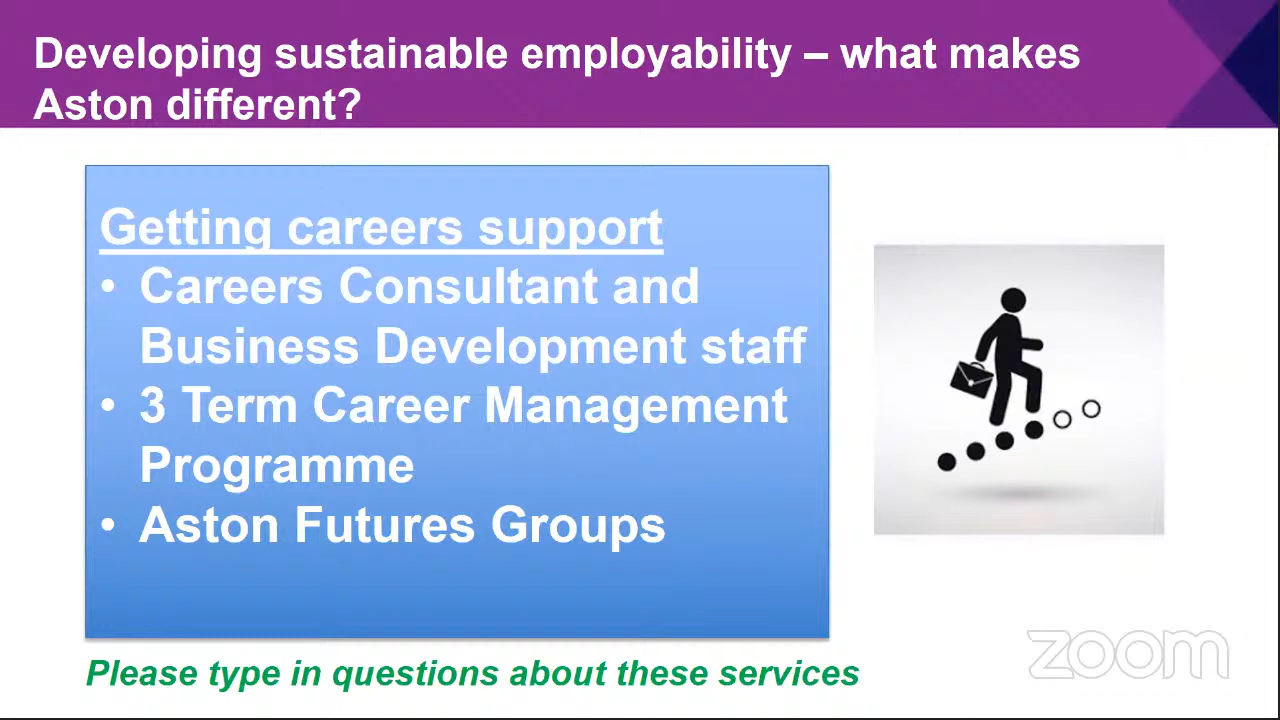 Developing sustainable employability – what makes
Aston different?
Getting careers support
• Careers Consultant and
Business Development staff
• 3 Term Career Management
Programme
• Aston Futures Groups
Please type in questions about these services
zoom